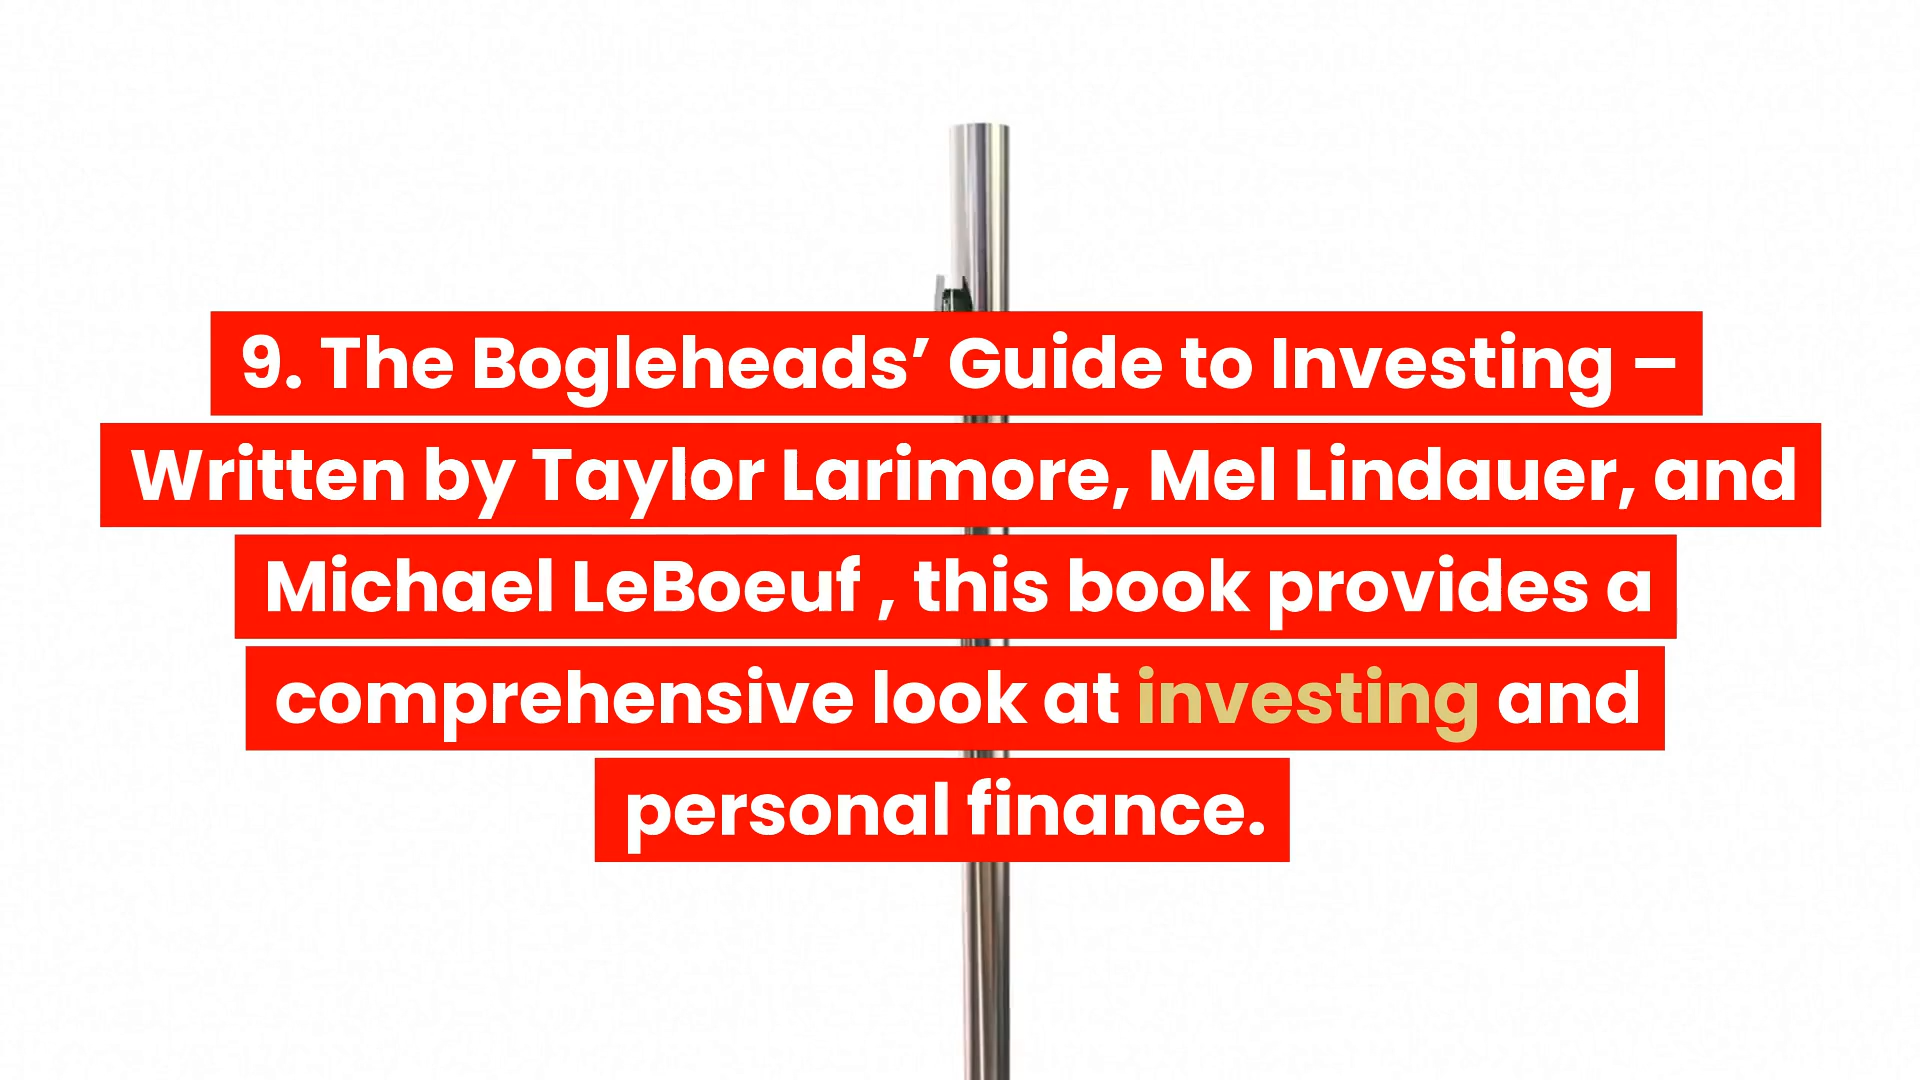 9. The Bogleheads’ Guide to Investing –
Written by Taylor Larimore, Mel Lindauer, and
Michael LeBoeuf , this book provides a
comprehensive look at investing and
personal finance.